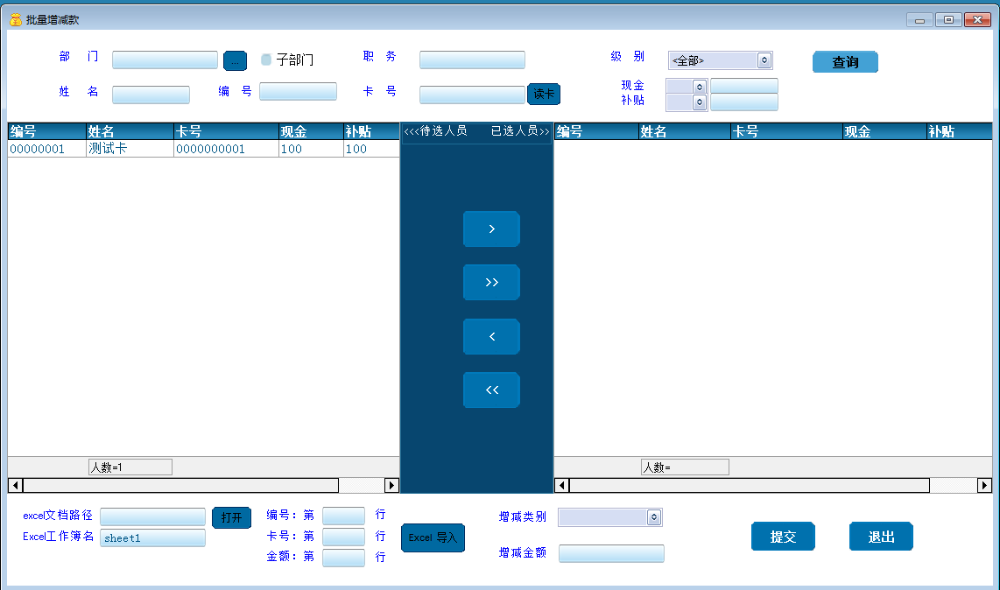 批量增减款
部 门 ... 子部门 职 务 级 别 <全部> 查询
姓 名 编 号 卡 号 读卡 现金
补贴
编号 姓名 卡号 现金 补贴 <<<待选人员 已选人员>> 编号 姓名 卡号 现金 补贴
00000001 测试卡 0000000001 100 100
>
>>
<
<<
人数=1 人数=
excel文档路径 打开 编号：第 行 增减类别
Excel工作簿名 sheet1 卡号：第 行 Excel 导入 提交 退出
金额：第 行 增减金额